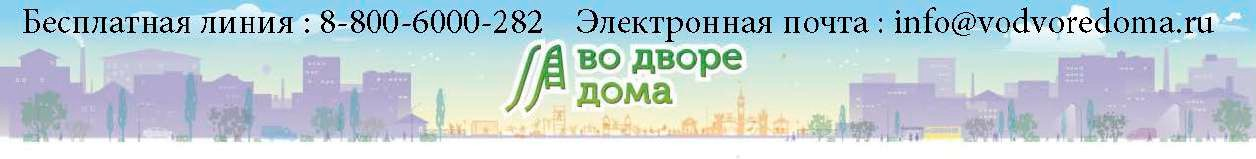 Бесплатная линия : 8-800-6000-282 Электронная почта : info@vodvoredoma.ru
во дворе
дома